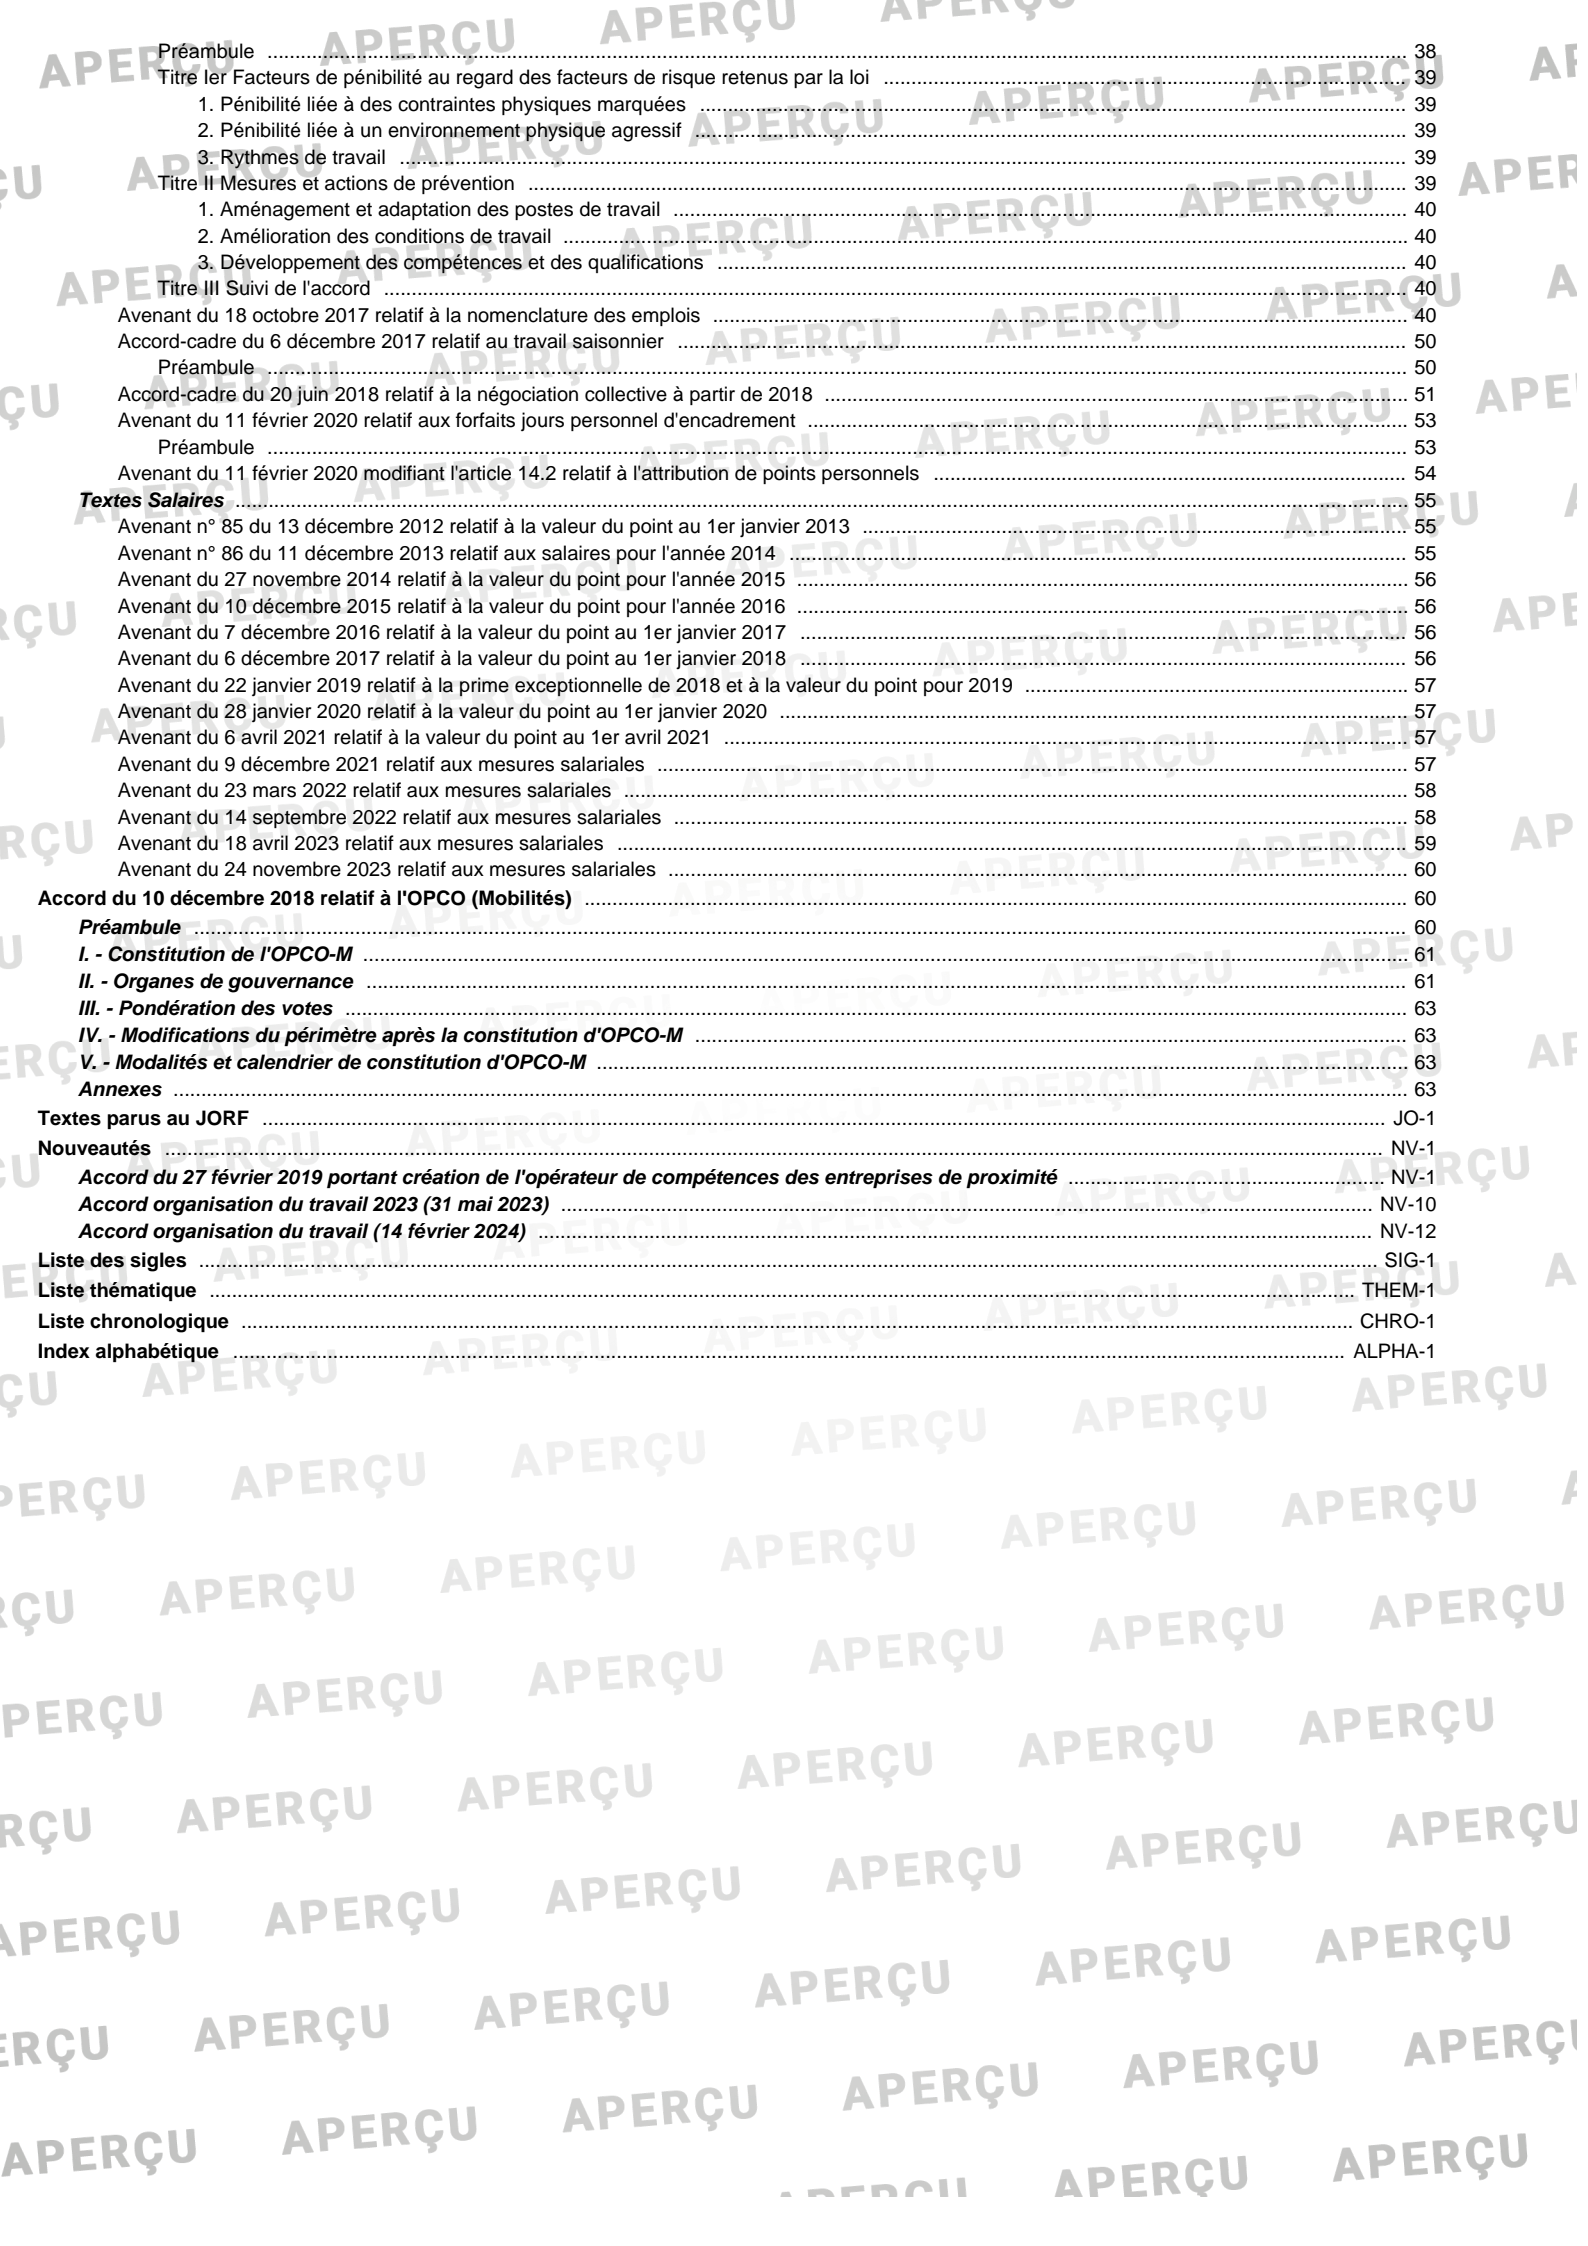 Préambule ........ 38
Titre Ier Facteurs de pénibilité au regard des facteurs de risque retenus par la loi ........ 39
1. Pénibilité liée à des contraintes physiques marquées ........ 39
2. Pénibilité liée à un environnement physique agressif ........ 39
3. Rythmes de travail ........ 39
Titre II Mesures et actions de prévention ........ 39
1. Aménagement et adaptation des postes de travail ........ 40
2. Amélioration des conditions de travail ........ 40
3. Développement des compétences et des qualifications ........ 40
Titre III Suivi de l'accord ........ 40
Avenant du 18 octobre 2017 relatif à la nomenclature des emplois ........ 40
Accord-cadre du 6 décembre 2017 relatif au travail saisonnier ........ 50
Préambule ........ 50
Accord-cadre du 20 juin 2018 relatif à la négociation collective à partir de 2018 ........ 51
Avenant du 11 février 2020 relatif aux forfaits jours personnel d'encadrement ........ 53
Préambule ........ 53
Avenant du 11 février 2020 modifiant l'article 14.2 relatif à l'attribution de points personnels ........ 54
Textes Salaires ........ 55
Avenant n° 85 du 13 décembre 2012 relatif à la valeur du point au 1er janvier 2013 ........ 55
Avenant n° 86 du 11 décembre 2013 relatif aux salaires pour l'année 2014 ........ 55
Avenant du 27 novembre 2014 relatif à la valeur du point pour l'année 2015 ........ 56
Avenant du 10 décembre 2015 relatif à la valeur du point pour l'année 2016 ........ 56
Avenant du 7 décembre 2016 relatif à la valeur du point au 1er janvier 2017 ........ 56
Avenant du 6 décembre 2017 relatif à la valeur du point au 1er janvier 2018 ........ 56
Avenant du 22 janvier 2019 relatif à la prime exceptionnelle de 2018 et à la valeur du point pour 2019 ........ 57
Avenant du 28 janvier 2020 relatif à la valeur du point au 1er janvier 2020 ........ 57
Avenant du 6 avril 2021 relatif à la valeur du point au 1er avril 2021 ........ 57
Avenant du 9 décembre 2021 relatif aux mesures salariales ........ 57
Avenant du 23 mars 2022 relatif aux mesures salariales ........ 58
Avenant du 14 septembre 2022 relatif aux mesures salariales ........ 58
Avenant du 18 avril 2023 relatif aux mesures salariales ........ 59
Avenant du 24 novembre 2023 relatif aux mesures salariales ........ 60
Accord du 10 décembre 2018 relatif à l'OPCO (Mobilités) ........ 60
Préambule ........ 60
I. - Constitution de l'OPCO-M ........ 61
II. - Organes de gouvernance ........ 61
III. - Pondération des votes ........ 63
IV. - Modifications du périmètre après la constitution d'OPCO-M ........ 63
V. - Modalités et calendrier de constitution d'OPCO-M ........ 63
Annexes ........ 63
Textes parus au JORF ........ JO-1
Nouveautés ........ NV-1
Accord du 27 février 2019 portant création de l'opérateur de compétences des entreprises de proximité ........ NV-1
Accord organisation du travail 2023 (31 mai 2023) ........ NV-10
Accord organisation du travail (14 février 2024) ........ NV-12
Liste des sigles ........ SIG-1
Liste thématique ........ THEM-1
Liste chronologique ........ CHRO-1
Index alphabétique ........ ALPHA-1
APERÇU